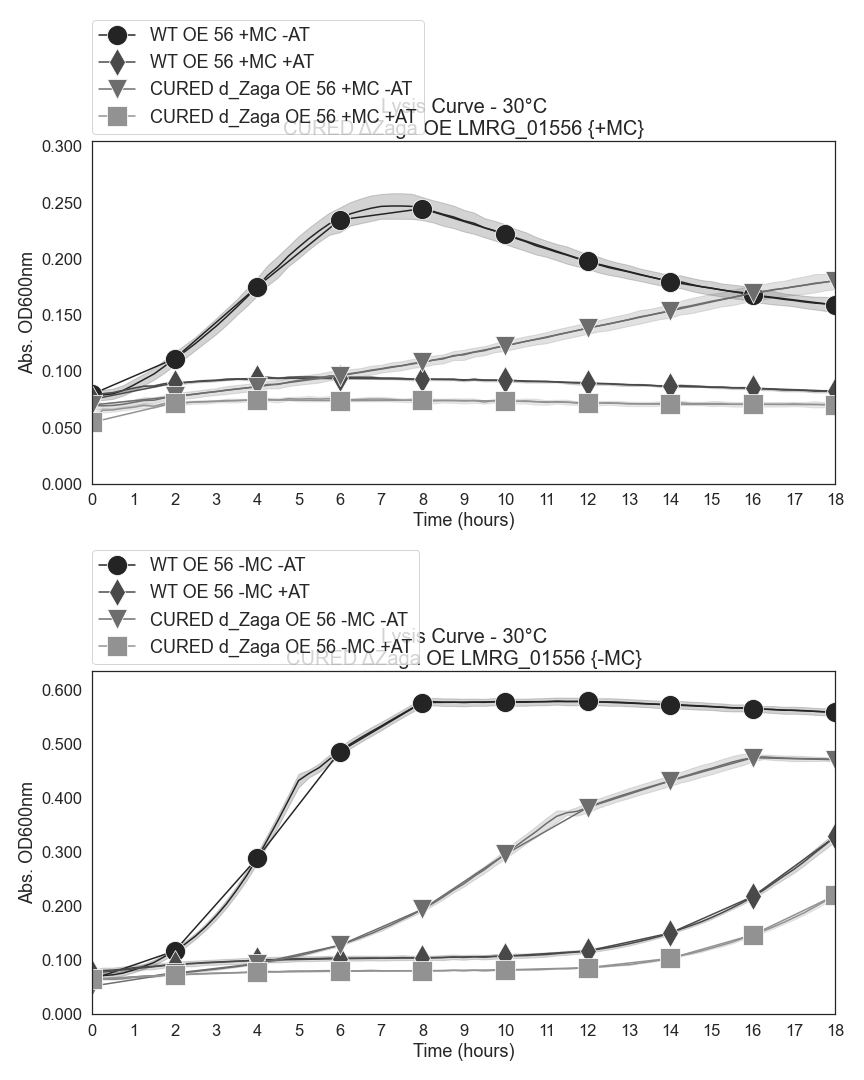 WT OE 56 +MC -AT
WT OE 56 +MC +AT
CURED d_Zaga OE 56 +MC -AT
CURED d_Zaga OE 56 +MC +AT
Lysis Curve - 30°C
CURED ΔZaga OE LMRG_01556 {+MC}
0.300
0.250
0.200
0.150
0.100
0.050
0.000
Abs. OD600nm
0 1 2 3 4 5 6 7 8 9 10 11 12 13 14 15 16 17 18
Time (hours)
WT OE 56 -MC -AT
WT OE 56 -MC +AT
CURED d_Zaga OE 56 -MC -AT
CURED d_Zaga OE 56 -MC +AT
Lysis Curve - 30°C
CURED ΔZaga OE LMRG_01556 {-MC}
0.600
0.500
0.400
0.300
0.200
0.100
0.000
Abs. OD600nm
0 1 2 3 4 5 6 7 8 9 10 11 12 13 14 15 16 17 18
Time (hours)